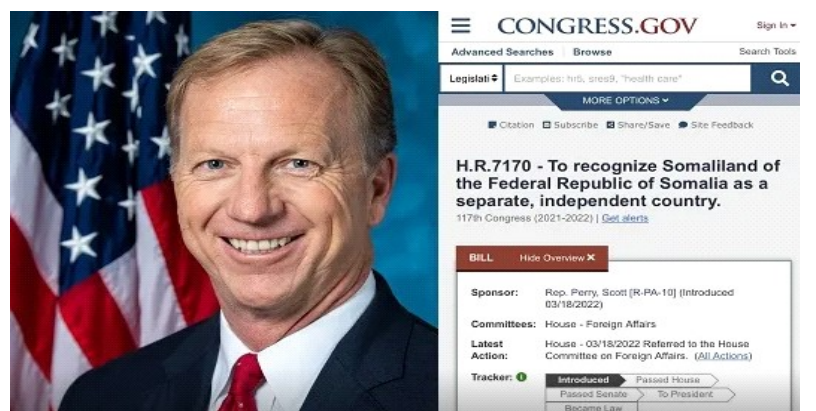 CONGRESS.GOV
Sign In
Advanced Searches | Browse
Search Tools
Legislati
Examples: hr5, sres9, "health care"
MORE OPTIONS
Citation Subscribe Share/Save Site Feedback
H.R.7170 - To recognize Somaliland of
the Federal Republic of Somalia as a
separate, independent country.
117th Congress (2021-2022) | Get alerts
BILL Hide Overview X
Sponsor: Rep. Perry, Scott [R-PA-10] (Introduced
03/18/2022)
Committees: House - Foreign Affairs
Latest House - 03/18/2022 Referred to the House
Action: Committee on Foreign Affairs. (All Actions)
Tracker:
Introduced Passed House
Passed Senate To President
Became Law